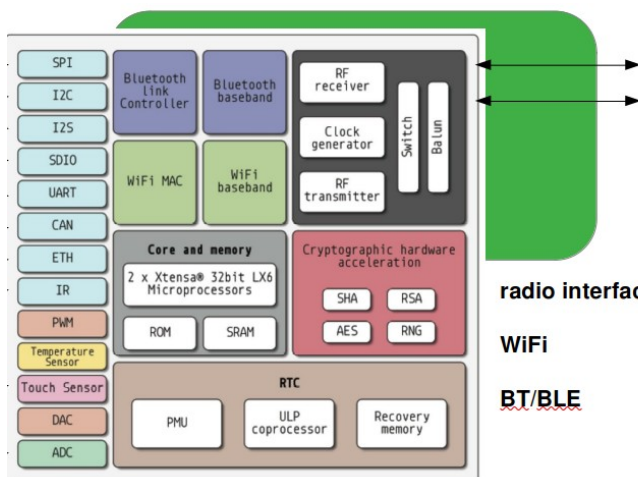 SPI
I2C
I2S
SDIO
UART
CAN
ETH
IR
PWM
Temperature
Sensor
Touch Sensor
DAC
ADC
Bluetooth
link
Controller
Bluetooth
baseband
WiFi MAC
WiFi
baseband
RF
receiver
Clock
generator
RF
transmitter
Switch
Balun
Core and memory
2 x Xtensa® 32bit LX6
Microprocessors
ROM
SRAM
Cryptographic hardware
acceleration
SHA
RSA
AES
RNG
RTC
PMU
ULP
coprocessor
Recovery
memory
radio interfac
WiFi
BT/BLE